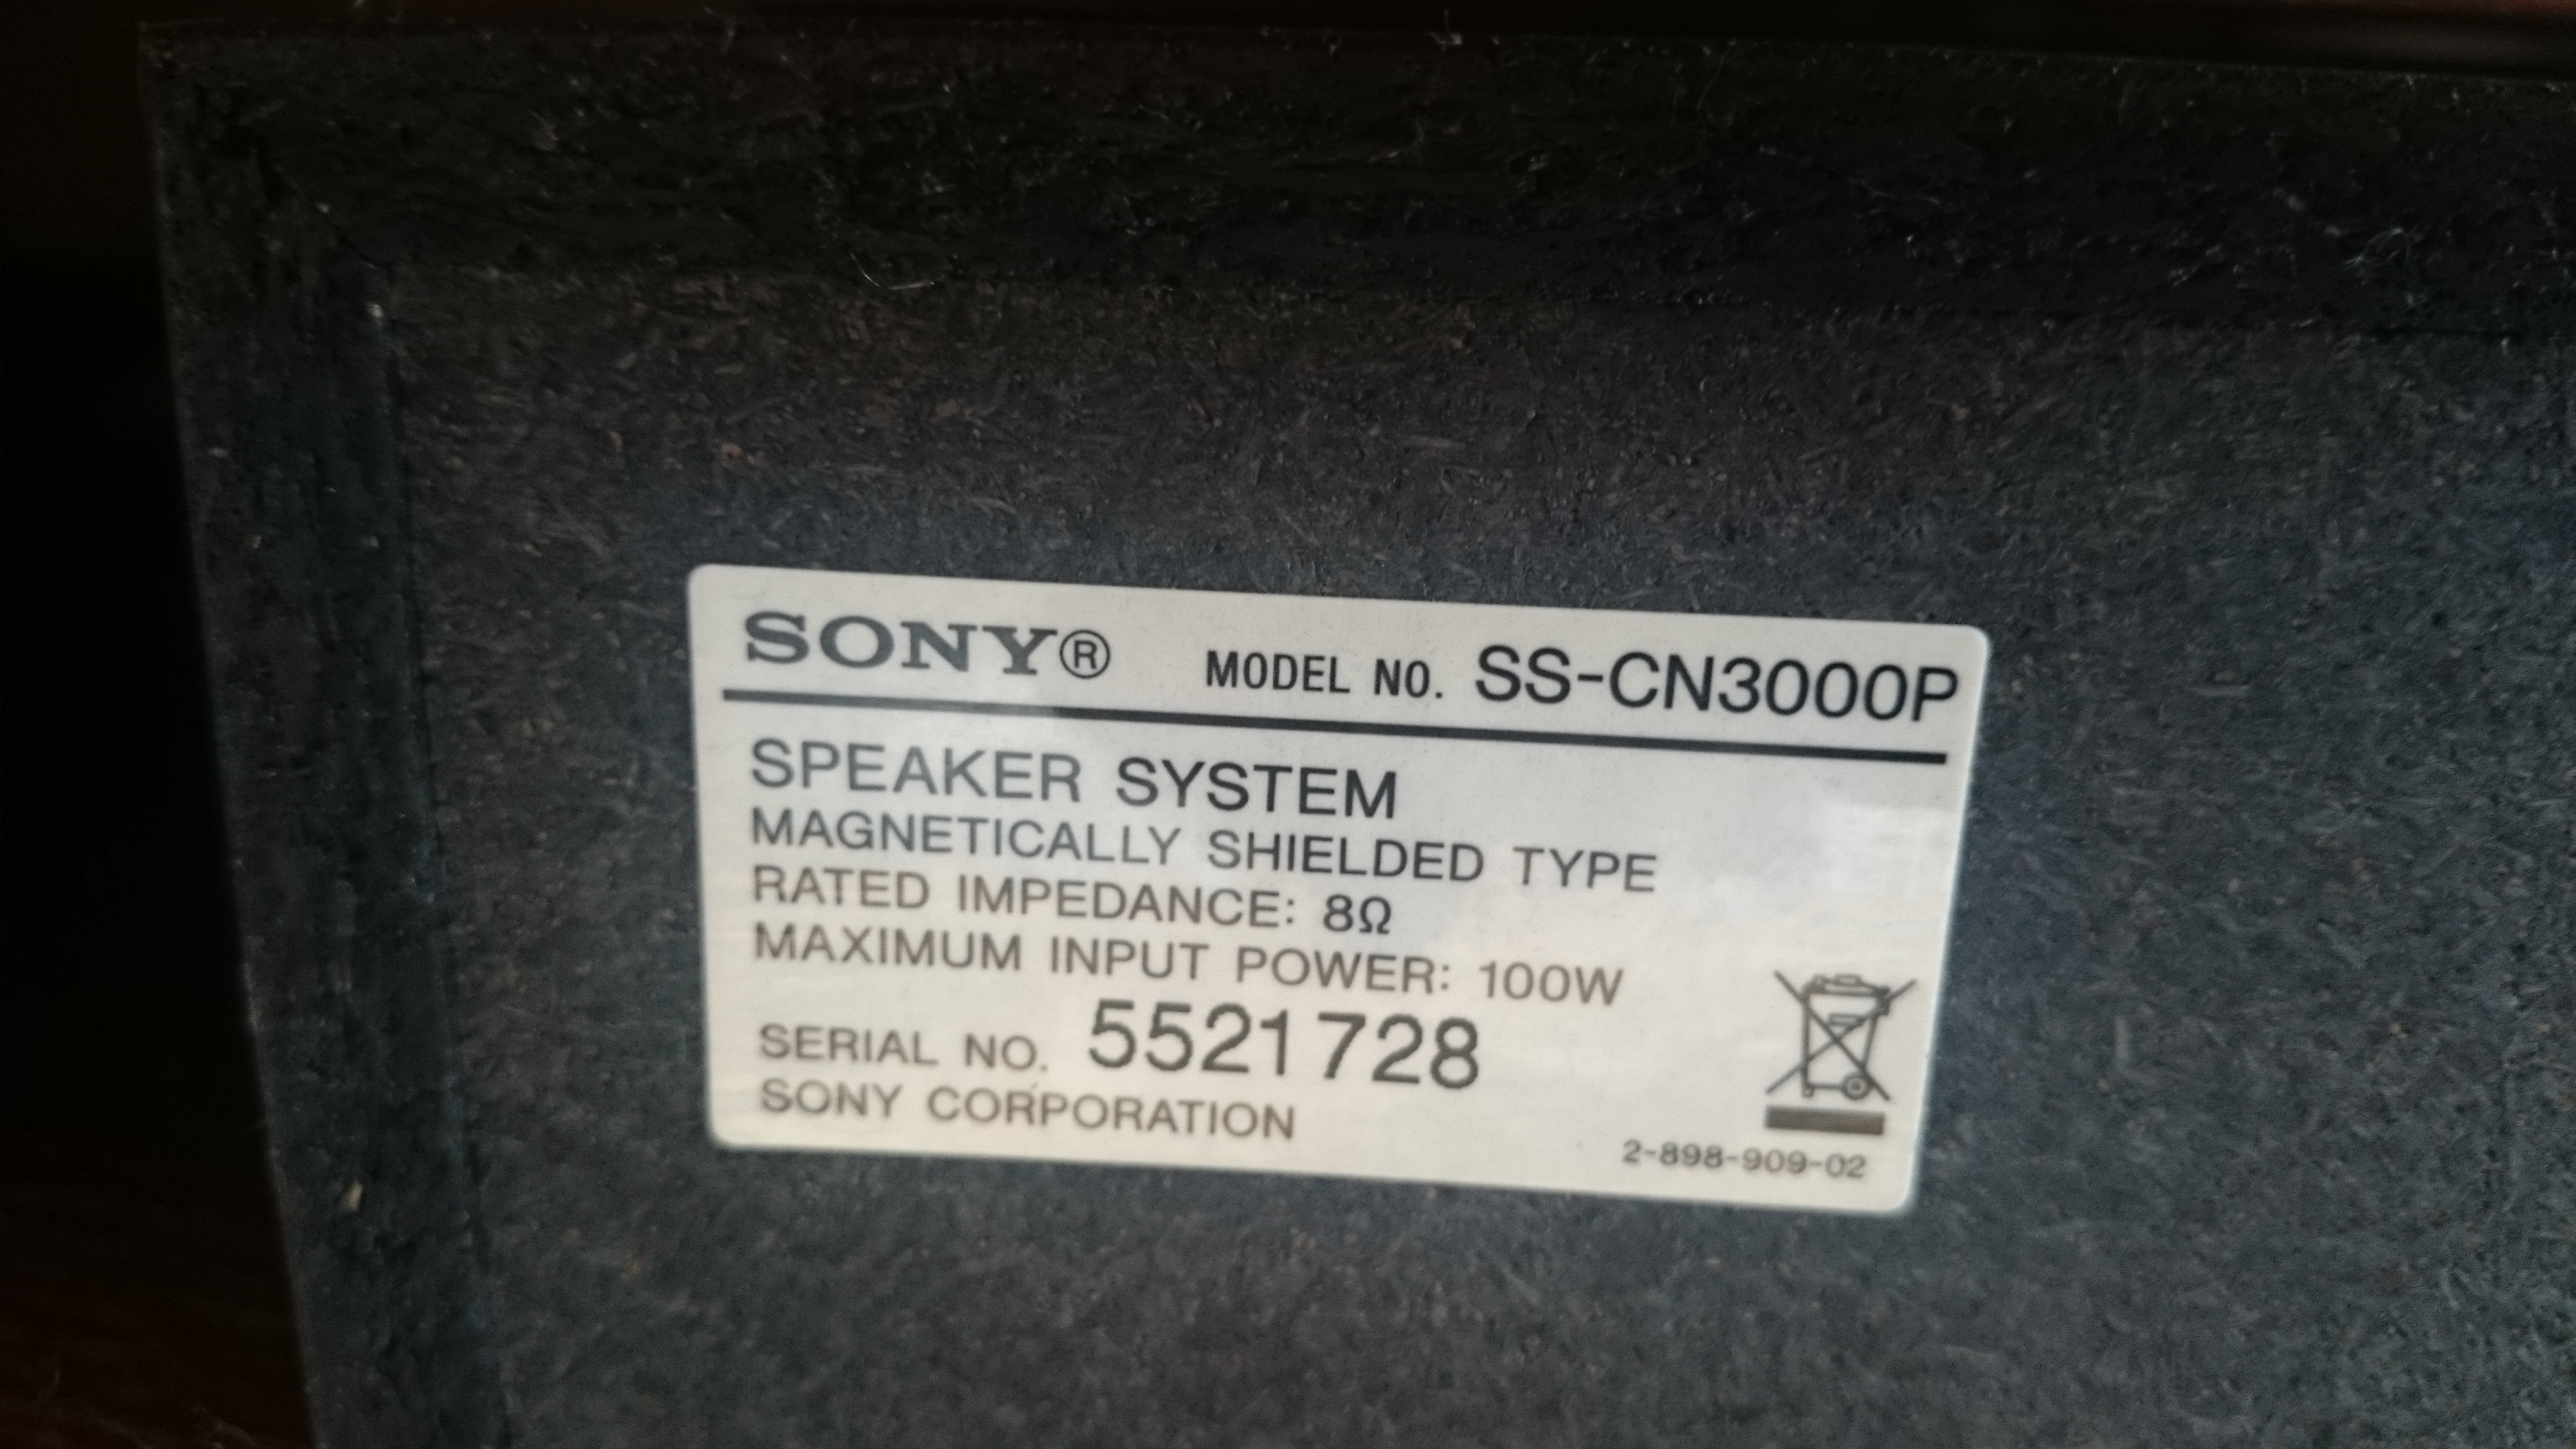 SONY® MODEL NO. SS-CN3000P
SPEAKER SYSTEM
MAGNETICALLY SHIELDED TYPE
RATED IMPEDANCE: 8Ω
MAXIMUM INPUT POWER: 100W
SERIAL NO. 5521728
SONY CORPORATION
2-898-909-02